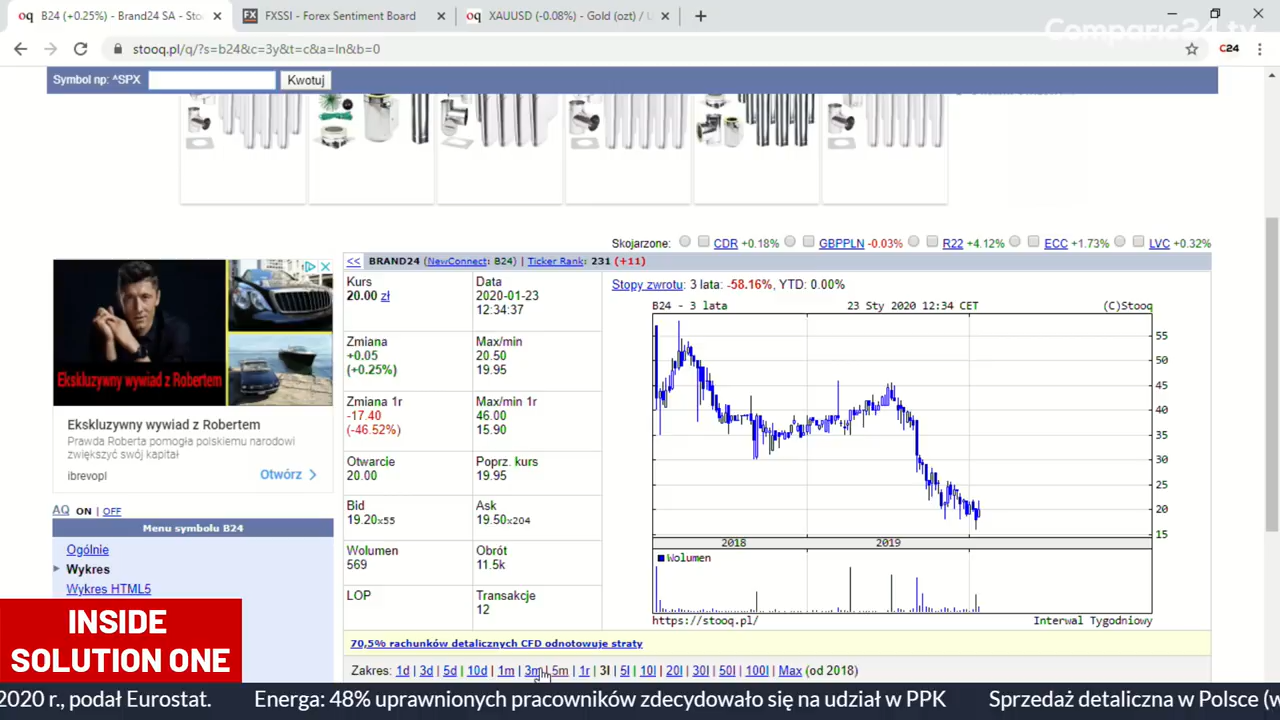 B24 (+0.25%) - Brand24 SA - Sto
FXSSI - Forex Sentiment Board
XAUUSD (-0.08%) - Gold (ozt) / U
Comparic24.tv
stooq.pl/q/?s=b24&c=3y&t=c&a=ln&b=0
C24
Symbol np: ^SPX
Kwotuj
Skojarzone: CDR +0.18% GBPPLN -0.03% R22 +4.12% ECC +1.73% LVC +0.32%
<< BRAND24 (NewConnect: B24) | Ticker Rank: 231 (+11)
Kurs
20.00 zł
Data
2020-01-23
12:34:37
Zmiana
+0.05
(+0.25%)
Max/min
20.50
19.95
Zmiana 1r
-17.40
(-46.52%)
Max/min 1r
46.00
15.90
Otwarcie
20.00
Poprz. kurs
19.95
Bid
19.20x55
Ask
19.50x204
Wolumen
569
Obrót
11.5k
LOP
Transakcje
12
Stopy zwrotu: 3 lata: -58.16%, YTD: 0.00%
B24 - 3 lata 23 Sty 2020 12:34 CET (C)Stooq
55
50
45
40
35
30
25
20
15
2018 2019
Wolumen
https://stooq.pl/ Interwal Tygodniowy
Ekskluzywny wywiad z Robertem
Ekskluzywny wywiad z Robertem
Prawda Roberta pomogła polskiemu narodowi
zwiększyć swój kapitał
ibrevopl
Otwórz
AQ ON | OFF
Menu symbolu B24
Ogólnie
Wykres
Wykres HTML5
70,5% rachunków detalicznych CFD odnotowuje straty
Zakres: 1d | 3d | 5d | 10d | 1m | 3m | 5m | 1r | 3l | 5l | 10l | 20l | 30l | 50l | 100l | Max (od 2018)
INSIDE
SOLUTION ONE
2020 r., podał Eurostat. Energa: 48% uprawnionych pracowników zdecydowało się na udział w PPK Sprzedaż detaliczna w Polsce (w